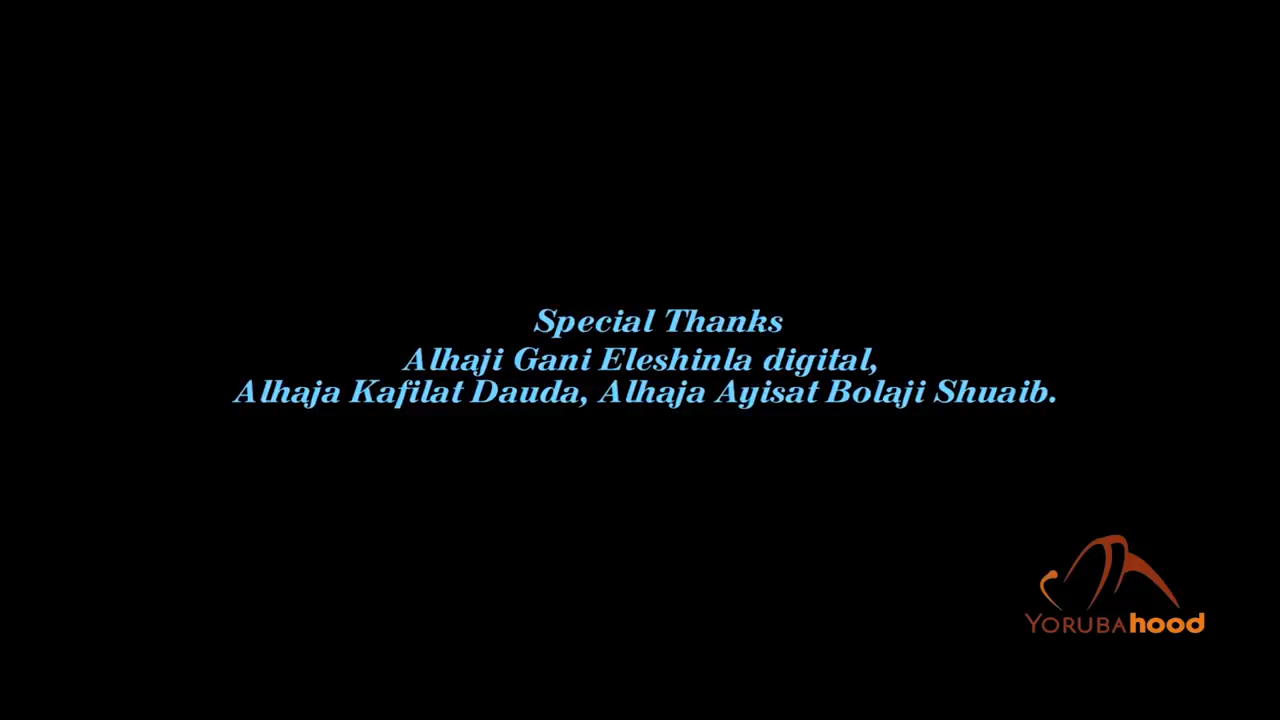 Special Thanks
Alhaji Gani Eleshinla digital,
Alhaja Kafilat Dauda, Alhaja Ayisat Bolaji Shuaib.
YORUBAhood